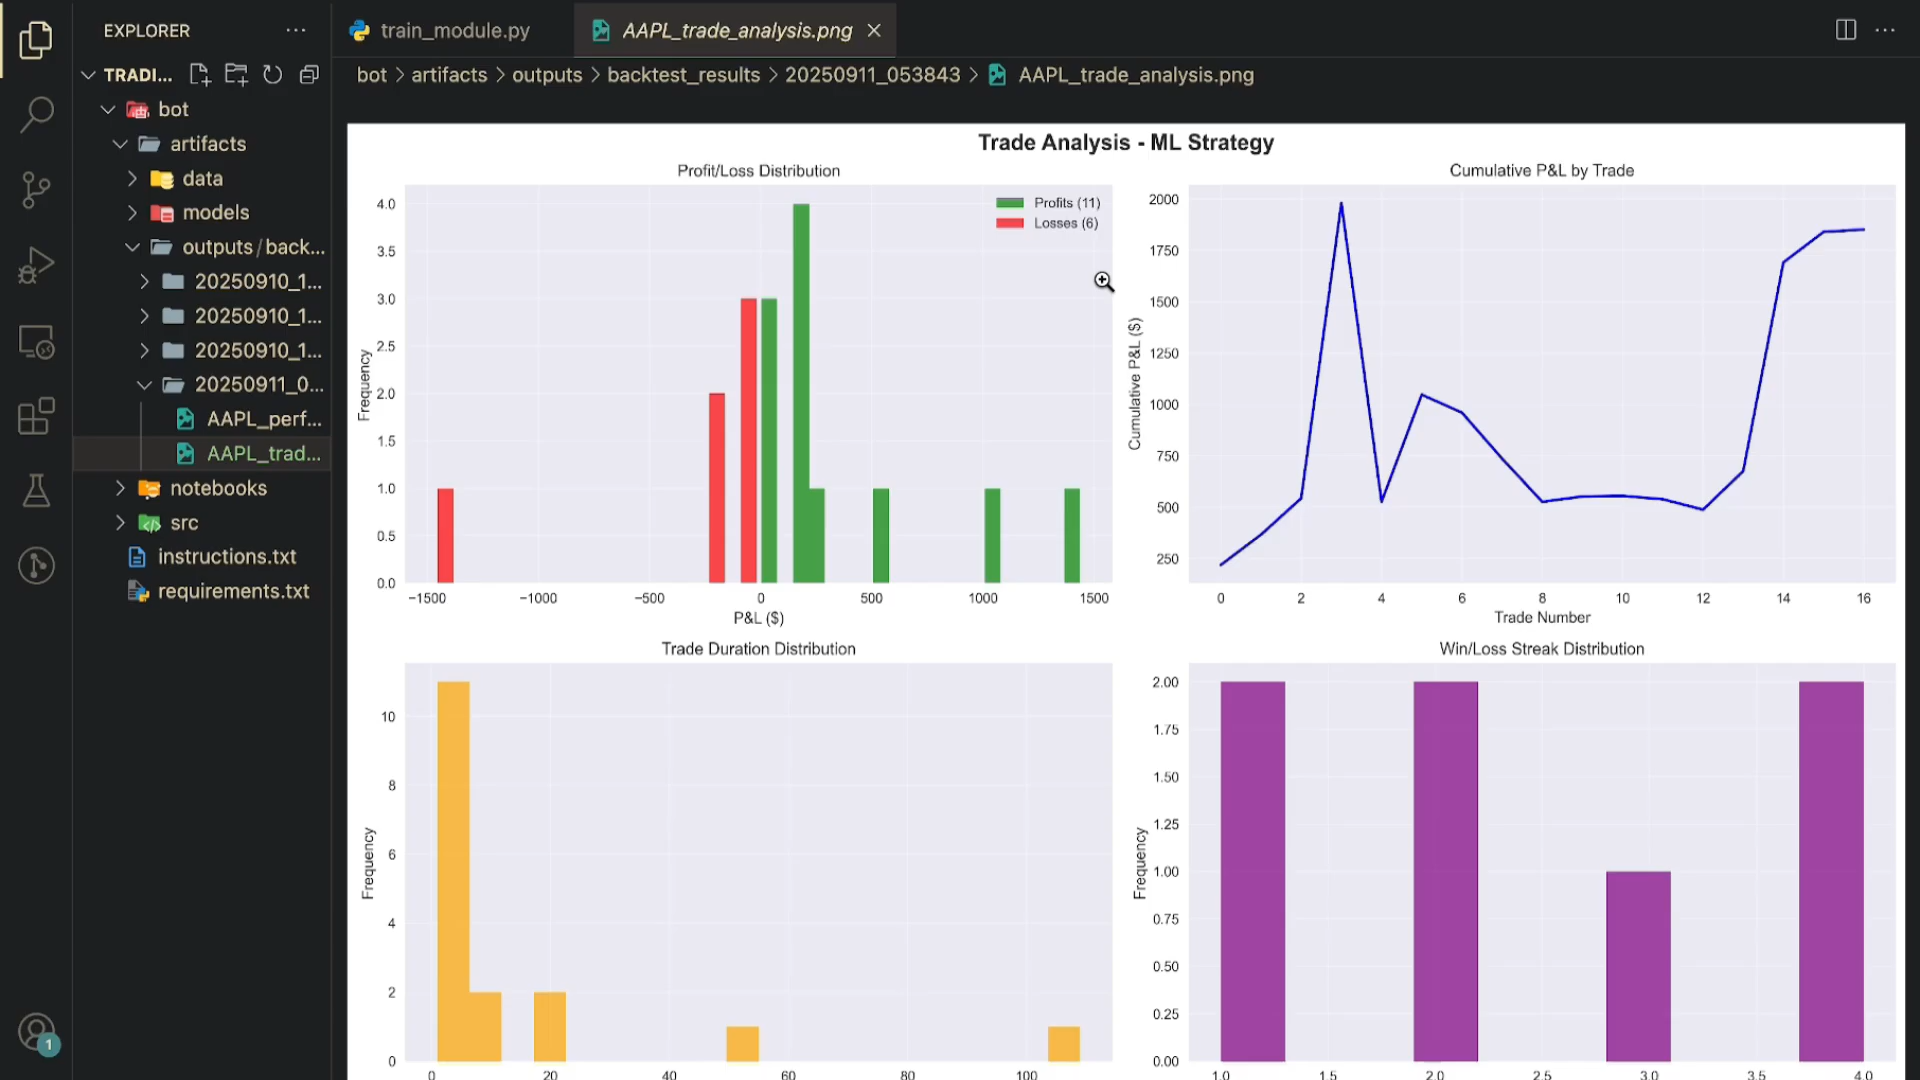 EXPLORER
TRADI...
bot
artifacts
data
models
outputs/back...
20250910_1...
20250910_1...
20250910_1...
20250911_0...
AAPL_perf...
AAPL_trad...
notebooks
src
instructions.txt
requirements.txt
1
train_module.py
AAPL_trade_analysis.png
bot > artifacts > outputs > backtest_results > 20250911_053843 > AAPL_trade_analysis.png
Trade Analysis - ML Strategy
Profit/Loss Distribution
Profits (11)
Losses (6)
Frequency
4.0
3.5
3.0
2.5
2.0
1.5
1.0
0.5
0.0
−1500 −1000 −500 0 500 1000 1500
P&L ($)
Cumulative P&L by Trade
Cumulative P&L ($)
2000
1750
1500
1250
1000
750
500
250
0 2 4 6 8 10 12 14 16
Trade Number
Trade Duration Distribution
Frequency
10
8
6
4
2
0
0 20 40 60 80 100
Win/Loss Streak Distribution
Frequency
2.00
1.75
1.50
1.25
1.00
0.75
0.50
0.25
0.00
1.0 1.5 2.0 2.5 3.0 3.5 4.0